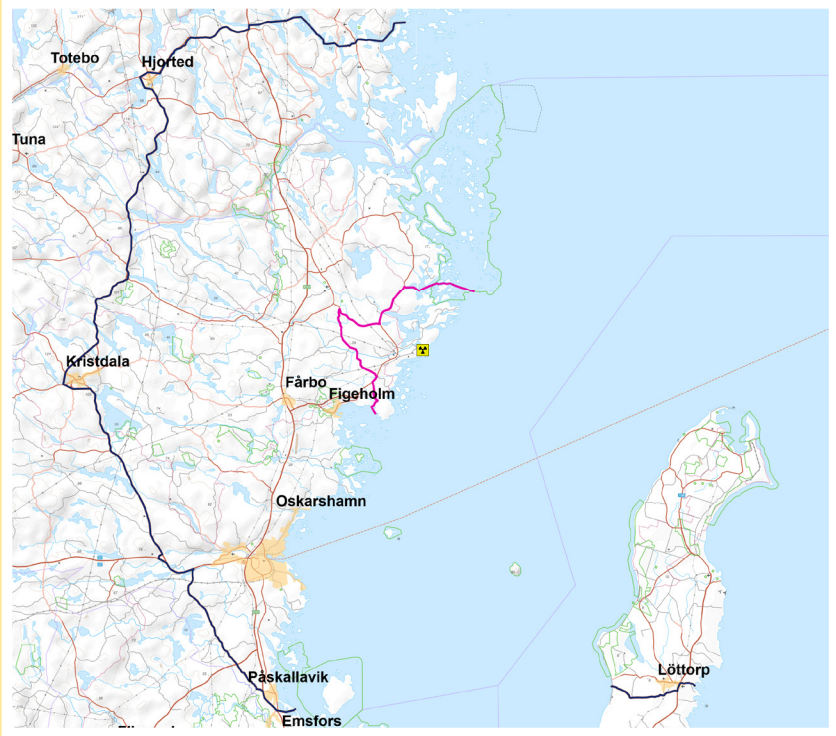 Totebo
Hjorted
Tuna
Kristdala
Fårbo
Figeholm
Oskarshamn
Påskallavik
Löttorp
Emsfors